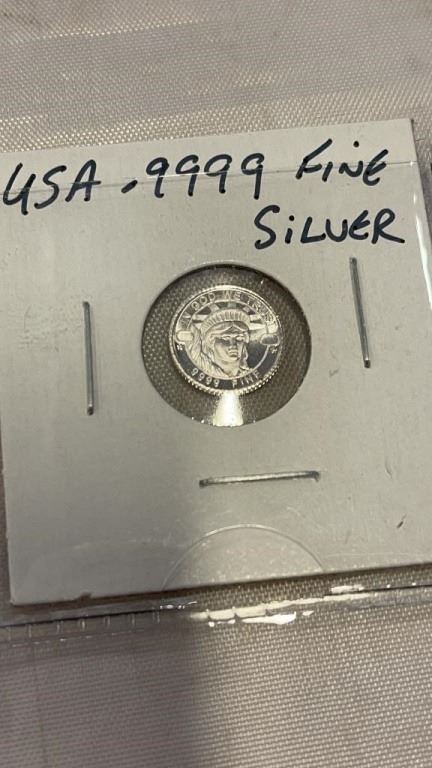 USA .9999 FiNE
SiLVER
IN GOD WE TRUST
9999 FINE